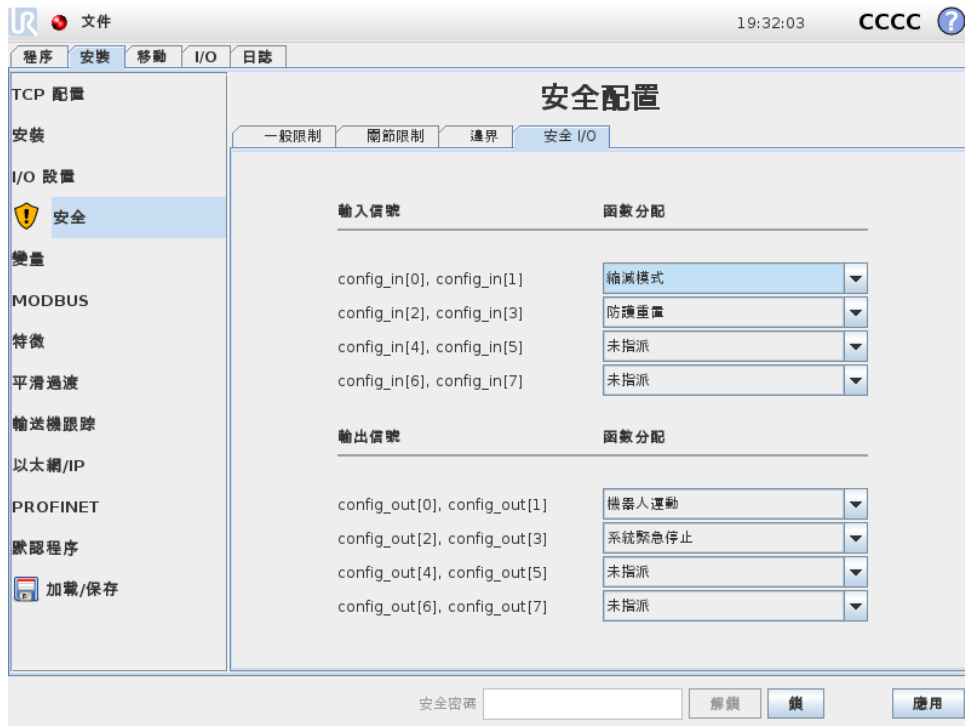 UR 文件 19:32:03 CCCC ?
程序 安裝 移動 I/O 日誌
TCP 配置
安裝
I/O 設置
安全
變量
MODBUS
特徵
平滑過渡
輸送機跟踪
以太網/IP
PROFINET
默認程序
加載/保存
安全配置
一般限制 關節限制 邊界 安全 I/O
輸入信號 函數分配
config_in[0], config_in[1] 縮減模式
config_in[2], config_in[3] 防護重置
config_in[4], config_in[5] 未指派
config_in[6], config_in[7] 未指派
輸出信號 函數分配
config_out[0], config_out[1] 機器人運動
config_out[2], config_out[3] 系統緊急停止
config_out[4], config_out[5] 未指派
config_out[6], config_out[7] 未指派
安全密碼 解鎖 鎖 應用